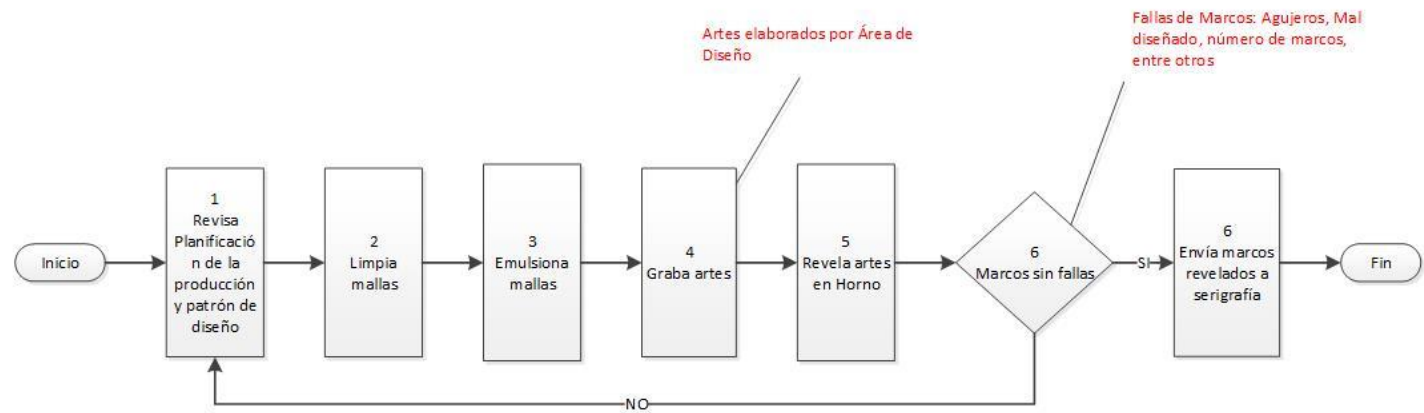 Artes elaborados por Área de
Diseño
Fallas de Marcos: Agujeros, Mal
diseñado, número de marcos,
entre otros
Inicio
1
Revisa
Planificació
n de la
producción
y patrón de
diseño
2
Limpia
mallas
3
Emulsiona
mallas
4
Graba artes
5
Revela artes
en Horno
6
Marcos sin fallas
SI
6
Envía marcos
revelados a
serigrafía
Fin
NO